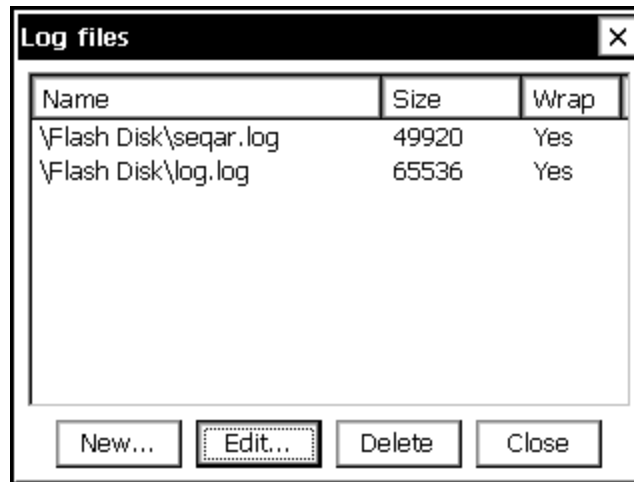 Log files
Name Size Wrap
\Flash Disk\seqar.log 49920 Yes
\Flash Disk\log.log 65536 Yes
New... Edit... Delete Close